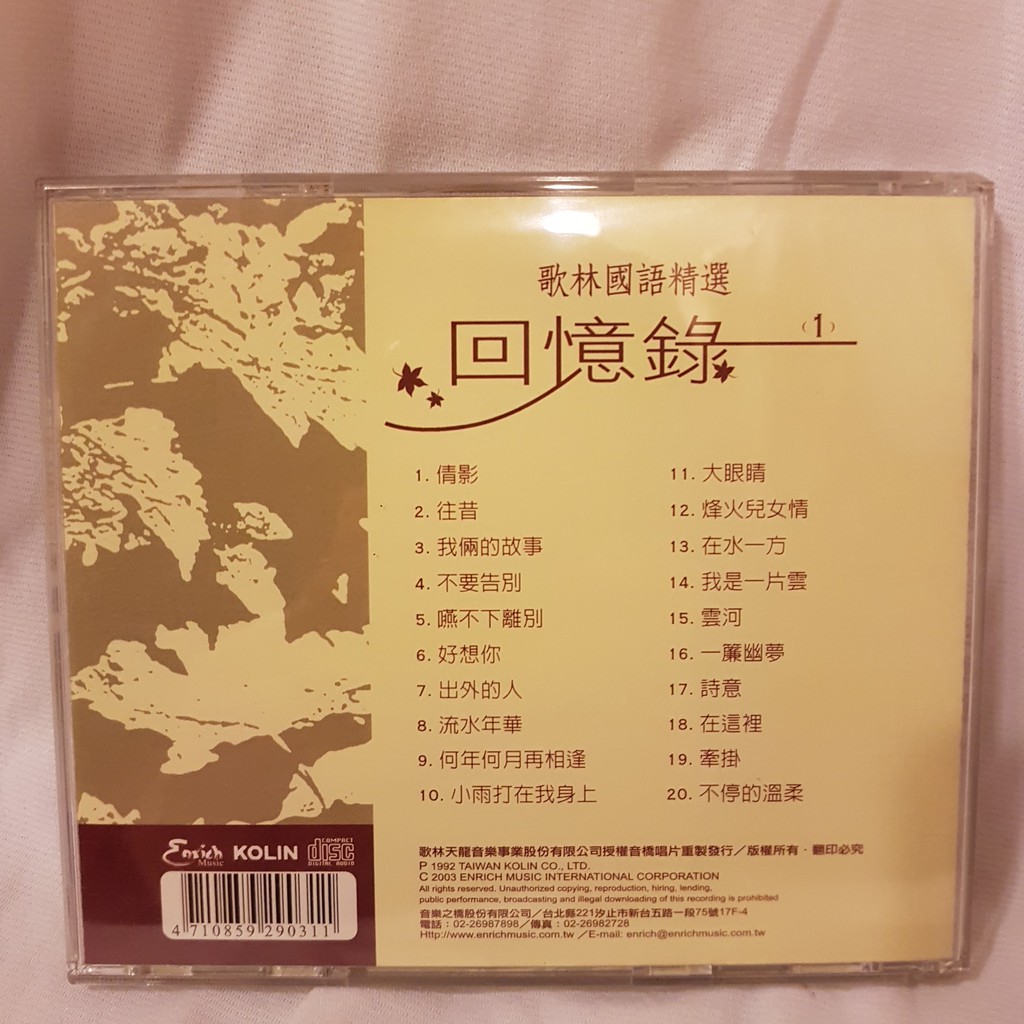 歌林國語精選
回憶錄 (1)
1. 倩影
2. 往昔
3. 我倆的故事
4. 不要告別
5. 嚥不下離別
6. 好想你
7. 出外的人
8. 流水年華
9. 何年何月再相逢
10. 小雨打在我身上
11. 大眼睛
12. 烽火兒女情
13. 在水一方
14. 我是一片雲
15. 雲河
16. 一簾幽夢
17. 詩意
18. 在這裡
19. 牽掛
20. 不停的溫柔
Enrich Music KOLIN COMPACT disc DIGITAL AUDIO
4 710859 290311
歌林天龍音樂事業股份有限公司授權音橋唱片重製發行／版權所有‧翻印必究
P 1992 TAIWAN KOLIN CO., LTD.
C 2003 ENRICH MUSIC INTERNATIONAL CORPORATION
All rights reserved. Unauthorized copying, reproduction, hiring, lending,
public performance, broadcasting and illegal downloading of this recording is prohibited
音樂之橋股份有限公司／台北縣221汐止市新台五路一段75號17F-4
電話：02-26987898／傳真：02-26982728
Http://www.enrichmusic.com.tw ／E-mail: enrich@enrichmusic.com.tw